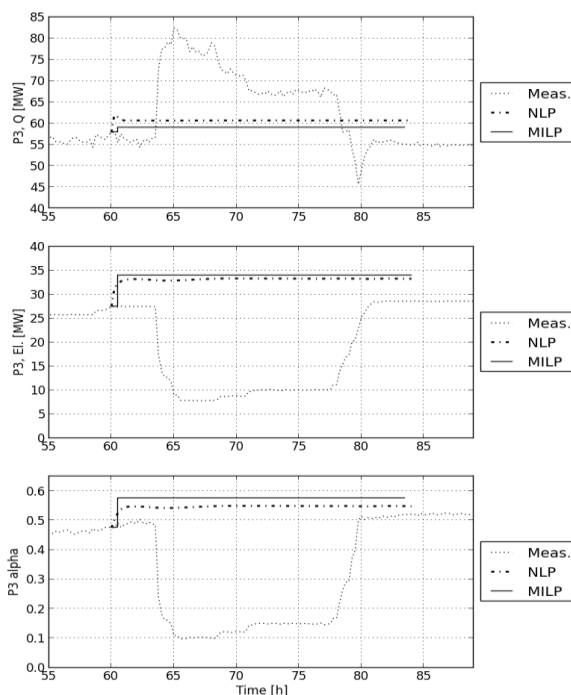 85
80
75
70
65
60
55
50
45
40
P3, Q [MW]
55 60 65 70 75 80 85
Meas.
NLP
MILP
40
35
30
25
20
15
10
5
0
P3, El. [MW]
55 60 65 70 75 80 85
Meas.
NLP
MILP
0.6
0.5
0.4
0.3
0.2
0.1
0.0
P3 alpha
55 60 65 70 75 80 85
Time [h]
Meas.
NLP
MILP